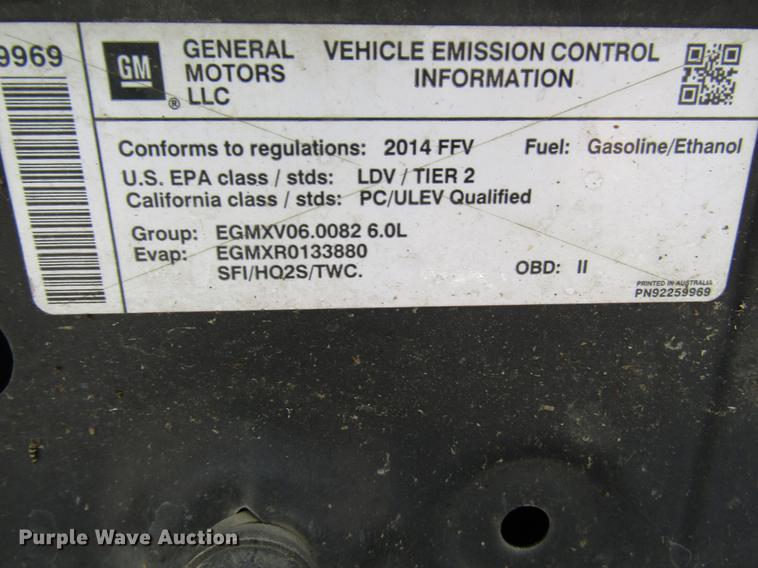 9969
GM
®
GENERAL
MOTORS
LLC
VEHICLE EMISSION CONTROL
INFORMATION
Conforms to regulations: 2014 FFV Fuel: Gasoline/Ethanol
U.S. EPA class / stds: LDV / TIER 2
California class / stds: PC/ULEV Qualified
Group: EGMXV06.0082 6.0L
Evap: EGMXR0133880
SFI/HO2S/TWC. OBD: II
PRINTED IN AUSTRALIA
PN92259969
Purple Wave Auction